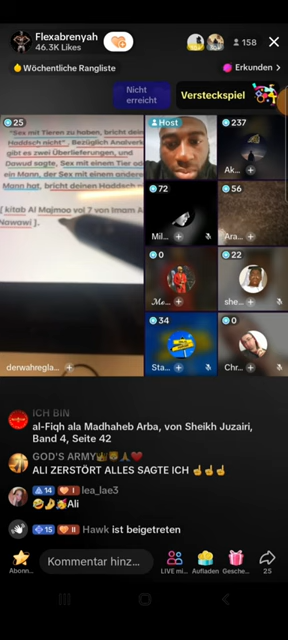 Flexabrenyah
46.3K Likes
158
Wöchentliche Rangliste
Erkunden >
Nicht
erreicht
Versteckspiel
25
"Sex mit Tieren zu haben, bricht dein
Haddsch nicht". Bezüglich Analverk
gibt es zwei Überlieferungen, und
Dawud sagte, Sex mit einem Tier od
ein Mann, der Sex mit einem andere
Mann hat, bricht deinen Haddsch
[ kitab Al Majmoo vol 7 von Imam A
Nawawi ].
derwahregla...
Host
237
Ak...
72
Mil...
56
Ara...
0
Me...
22
she...
34
Sta...
0
Chr...
ICH BIN
al-Fiqh ala Madhaheb Arba, von Sheikh Juzairi,
Band 4, Seite 42
GOD'S ARMY
ALI ZERSTÖRT ALLES SAGTE ICH
14 I lea_lae3
Ali
15 II Hawk ist beigetreten
Abonn...
Kommentar hinz...
LIVE mi...
Aufladen
Gesche...
25